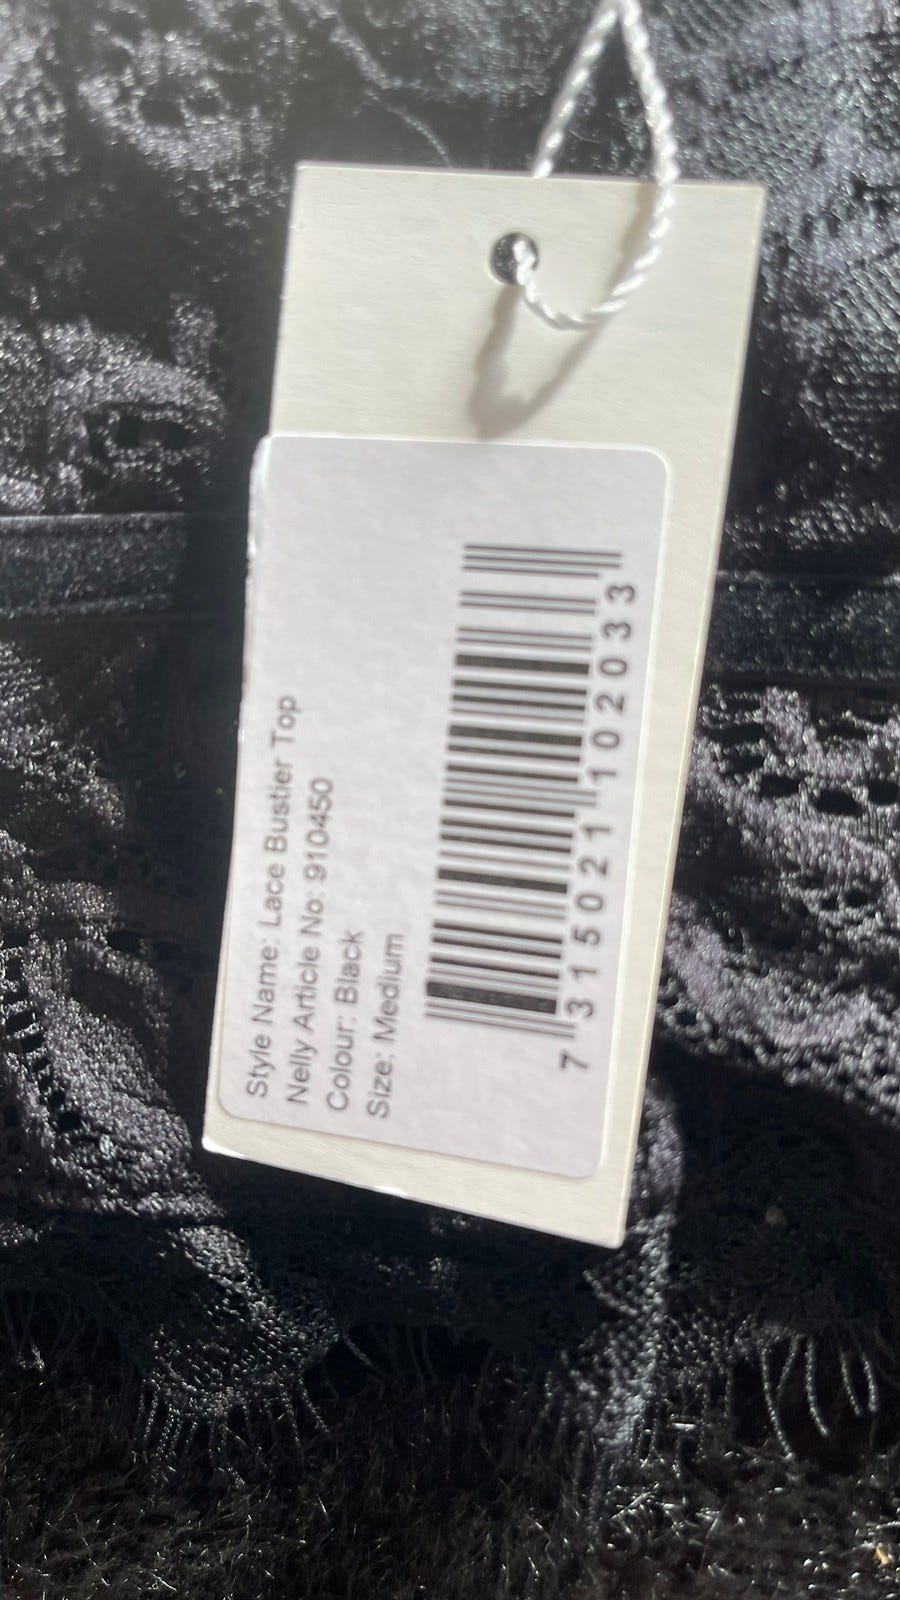 Style Name: Lace Bustier Top
Nelly Article No: 910450
Colour: Black
Size: Medium
7 315021 102033